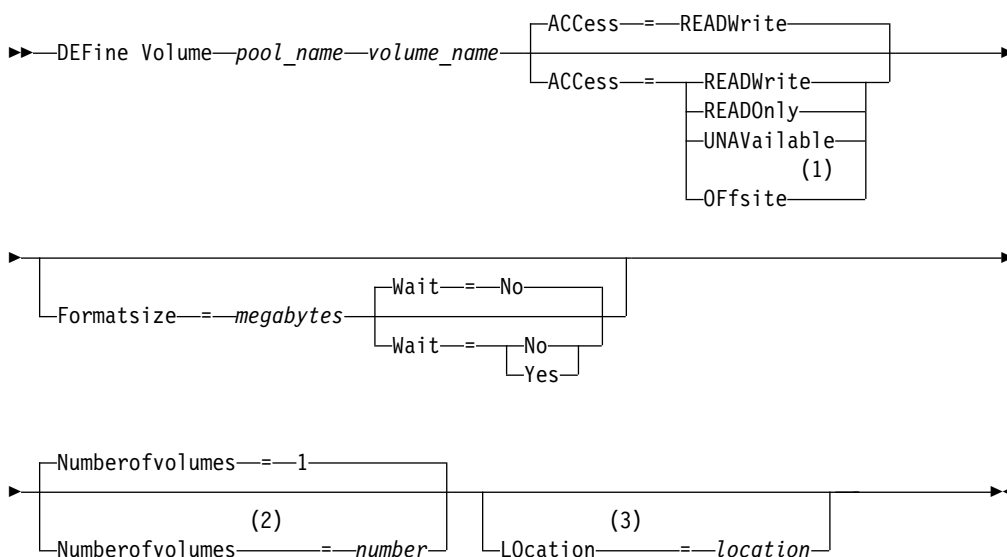 ACCess = READWrite
DEFine Volume pool_name volume_name
ACCess = READWrite
READOnly
UNAVailable
(1)
OFfsite
Wait = No
Formatsize = megabytes
Wait = No
Yes
Numberofvolumes = 1
(2) (3)
Numberofvolumes = number LOcation = location